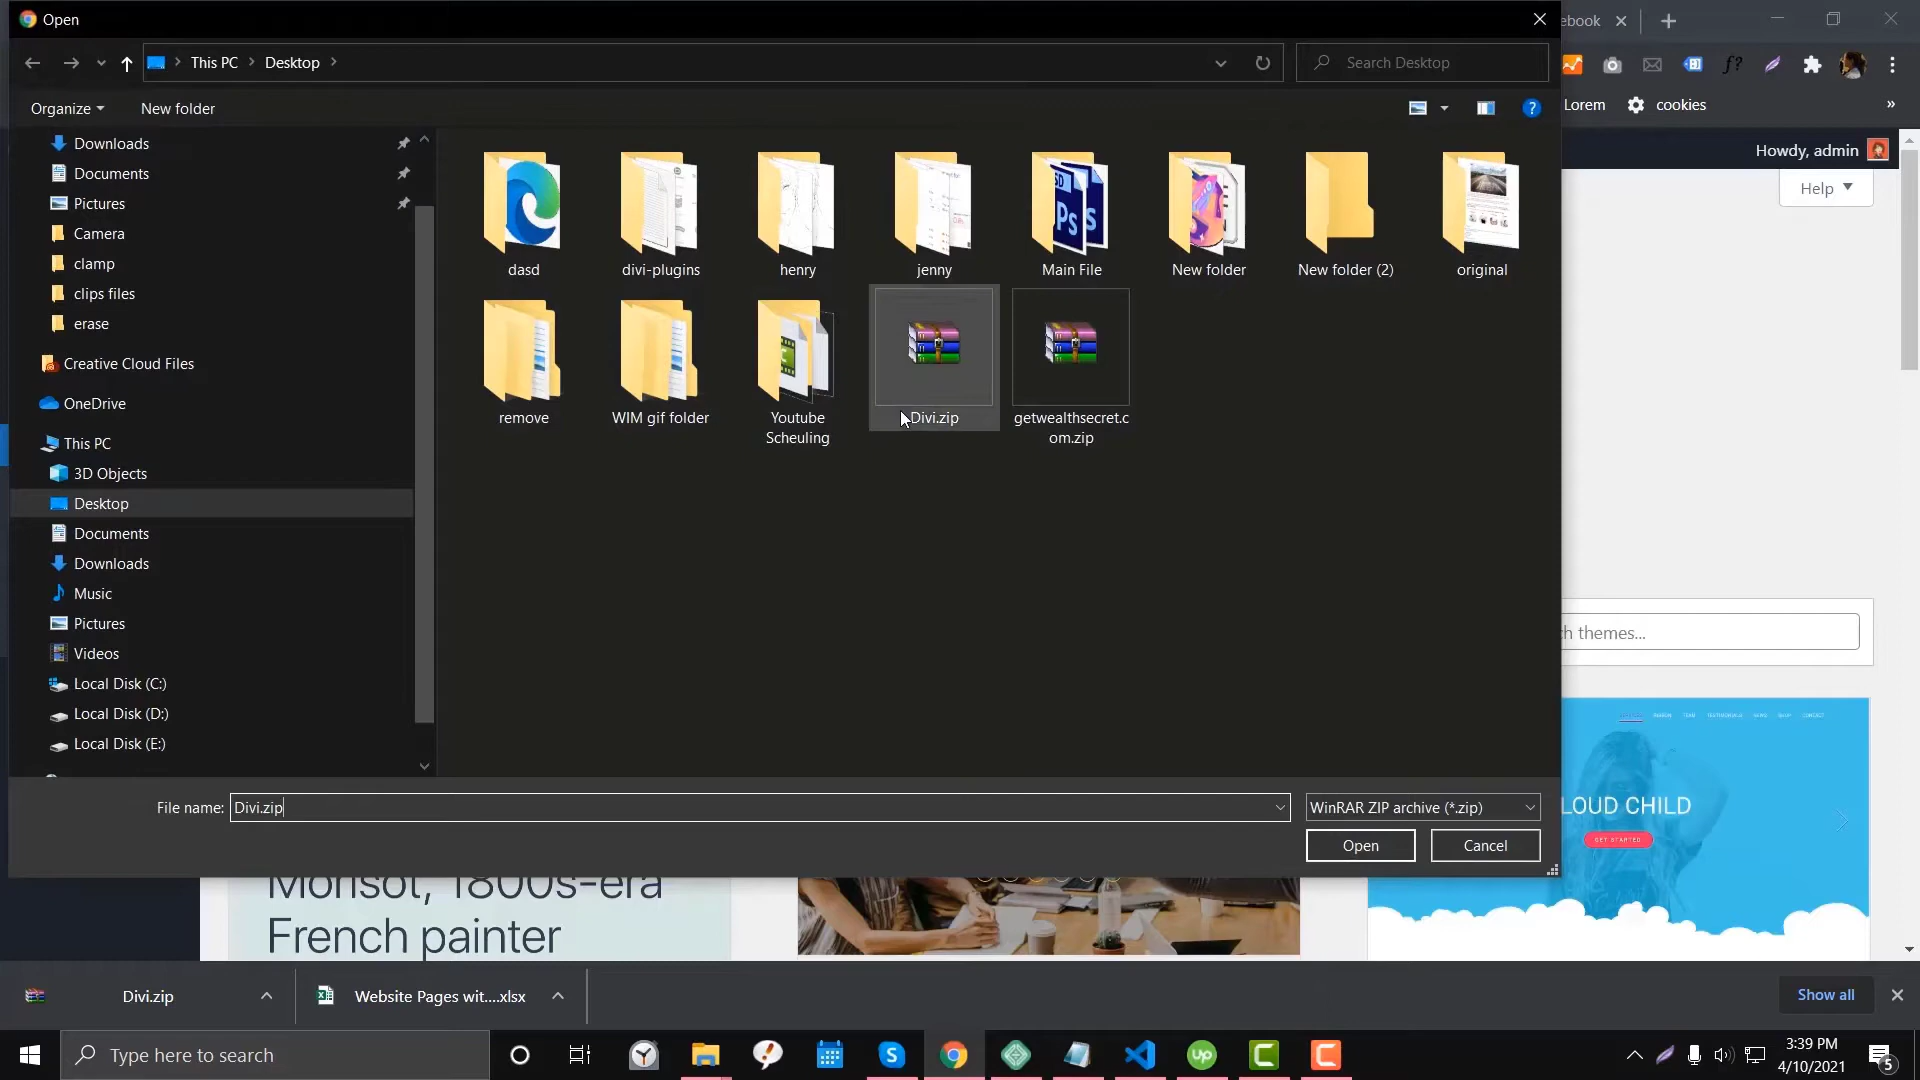 Open
ebook
This PC
Desktop
Search Desktop
Organize
New folder
Lorem
cookies
»
Howdy, admin
Help
Downloads
Documents
Pictures
Camera
clamp
clips files
erase
Creative Cloud Files
OneDrive
This PC
3D Objects
Desktop
Documents
Downloads
Music
Pictures
Videos
Local Disk (C:)
Local Disk (D:)
Local Disk (E:)
dasd
divi-plugins
henry
jenny
Main File
New folder
New folder (2)
original
remove
WIM gif folder
Youtube
Scheuling
Divi.zip
getwealthsecret.c
om.zip
h themes...
File name:
Divi.zip
WinRAR ZIP archive (*.zip)
Open
Cancel
LOUD CHILD
GET STARTED
Morisot, 1800s-era
French painter
Divi.zip
Website Pages wit....xlsx
Show all
Type here to search
3:39 PM
4/10/2021
5